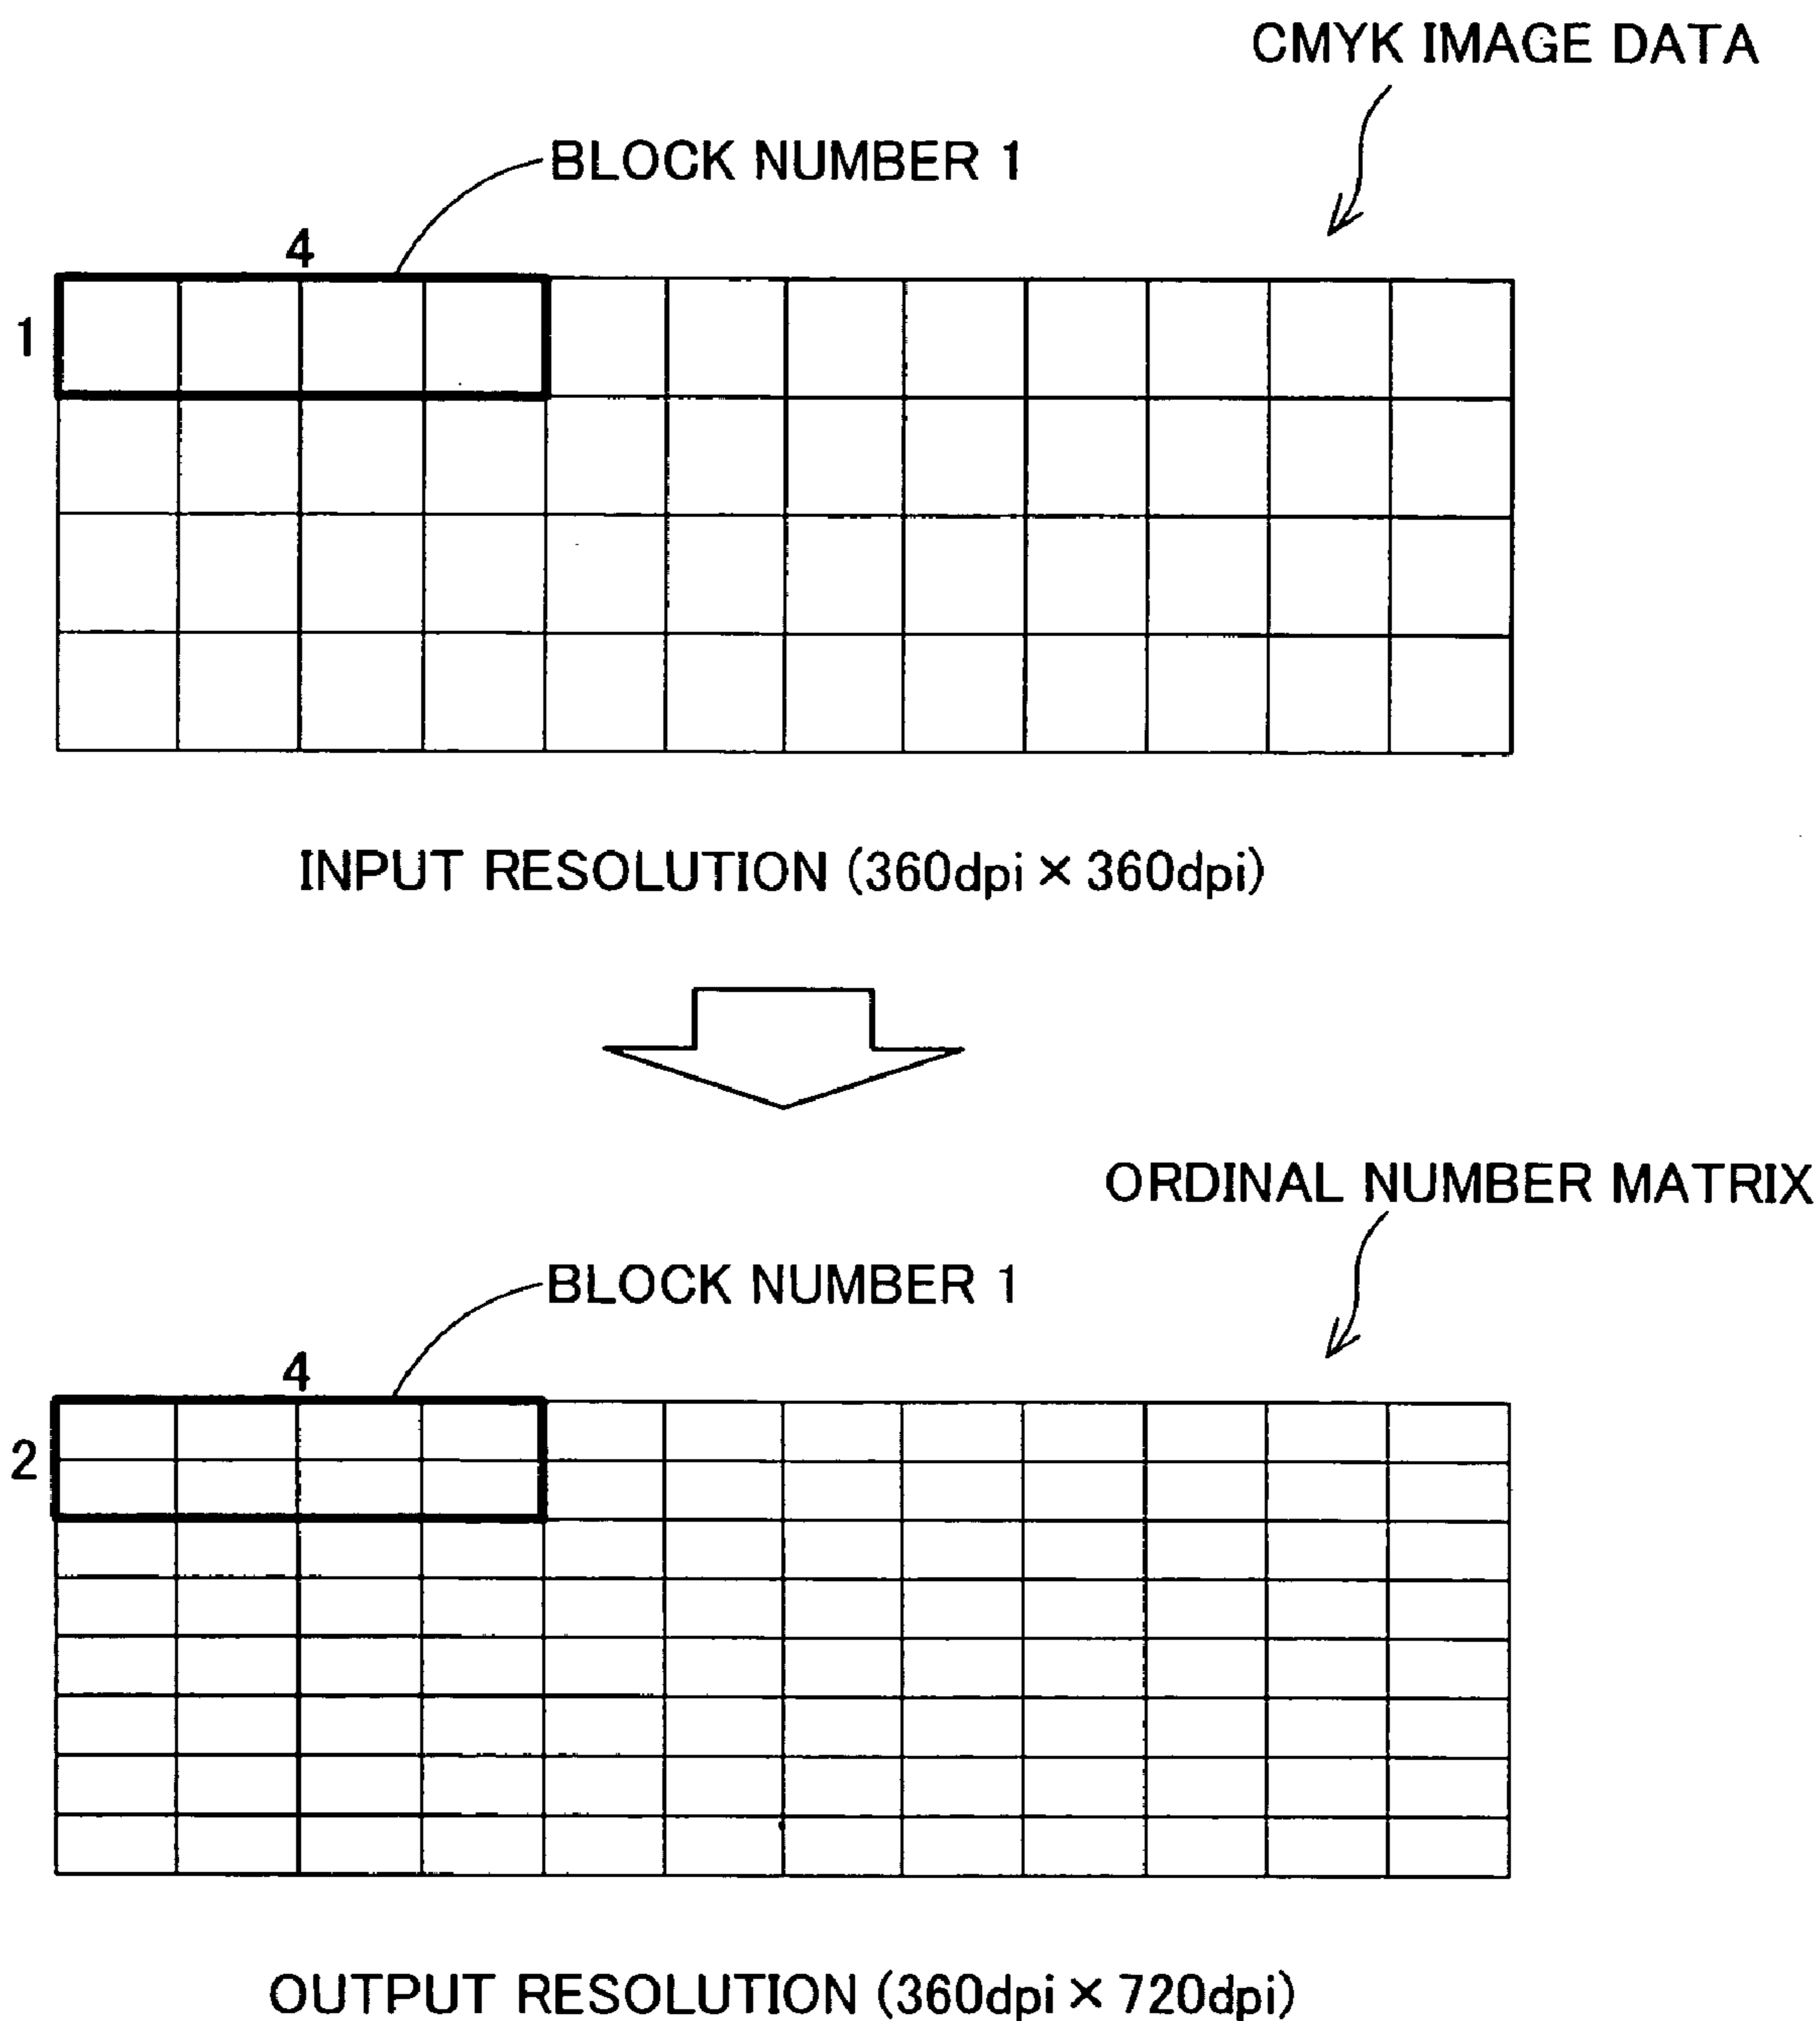 CMYK IMAGE DATA
BLOCK NUMBER 1
4
1
INPUT RESOLUTION (360dpi × 360dpi)
ORDINAL NUMBER MATRIX
BLOCK NUMBER 1
4
2
OUTPUT RESOLUTION (360dpi × 720dpi)